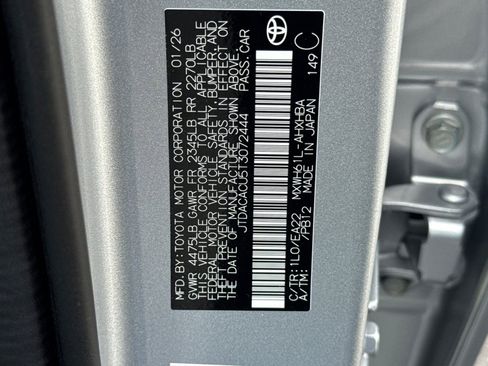 MFD.BY:TOYOTA MOTOR CORPORATION 01/26
GVWR 4475LB GAWR FR 2345LB RR 2270LB
THIS VEHICLE CONFORMS TO ALL APPLICABLE
FEDERAL MOTOR VEHICLE SAFETY,BUMPER,AND
THEFT PREVENTION STANDARDS IN EFFECT ON
THE DATE OF MANUFACTURE SHOWN ABOVE.
JTDACACU5T3072444 PASS.CAR
C/TR:1L0/EA22 MXWH61L-AHXHBA
A/TM: /PB12 MADE IN JAPAN
149 C